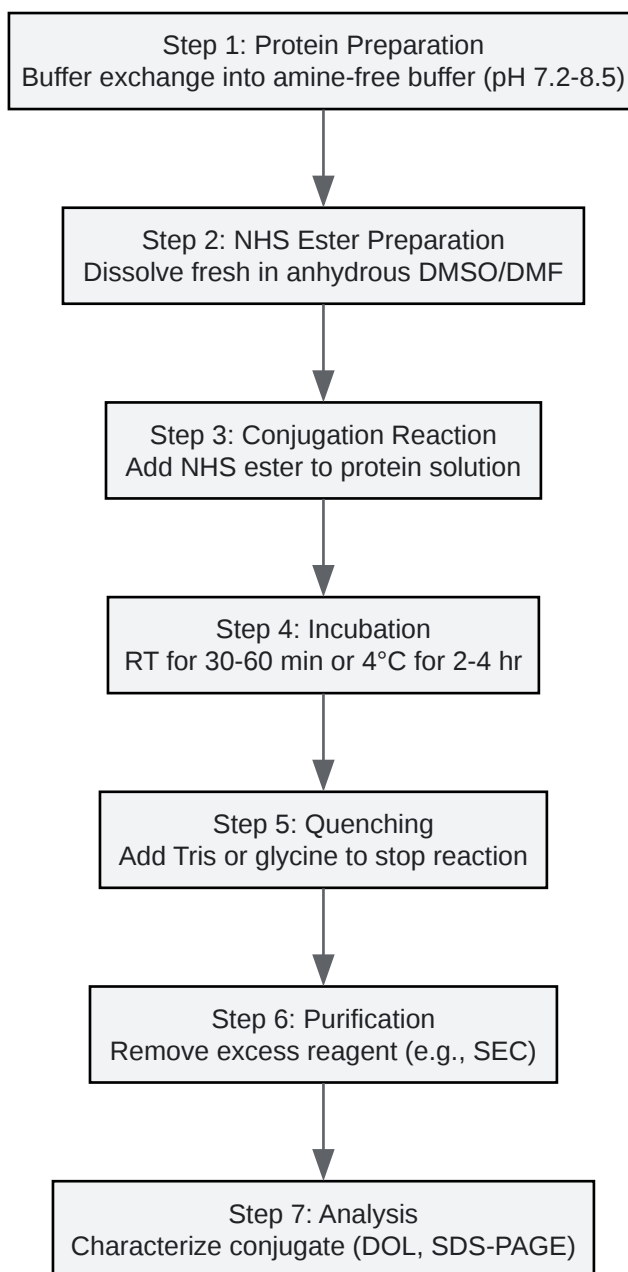 Step 1: Protein Preparation
Buffer exchange into amine-free buffer (pH 7.2-8.5)
Step 2: NHS Ester Preparation
Dissolve fresh in anhydrous DMSO/DMF
Step 3: Conjugation Reaction
Add NHS ester to protein solution
Step 4: Incubation
RT for 30-60 min or 4°C for 2-4 hr
Step 5: Quenching
Add Tris or glycine to stop reaction
Step 6: Purification
Remove excess reagent (e.g., SEC)
Step 7: Analysis
Characterize conjugate (DOL, SDS-PAGE)